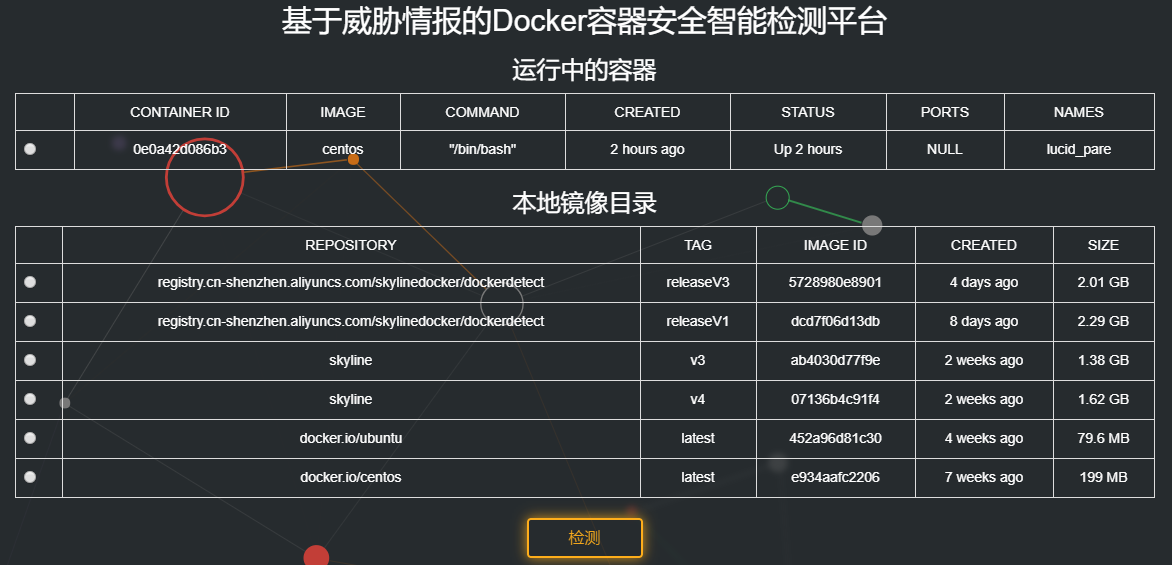 基于威胁情报的Docker容器安全智能检测平台
运行中的容器
CONTAINER ID IMAGE COMMAND CREATED STATUS PORTS NAMES
0e0a42d086b3 centos "/bin/bash" 2 hours ago Up 2 hours NULL lucid_pare
本地镜像目录
REPOSITORY TAG IMAGE ID CREATED SIZE
registry.cn-shenzhen.aliyuncs.com/skylinedocker/dockerdetect releaseV3 5728980e8901 4 days ago 2.01 GB
registry.cn-shenzhen.aliyuncs.com/skylinedocker/dockerdetect releaseV1 dcd7f06d13db 8 days ago 2.29 GB
skyline v3 ab4030d77f9e 2 weeks ago 1.38 GB
skyline v4 07136b4c91f4 2 weeks ago 1.62 GB
docker.io/ubuntu latest 452a96d81c30 4 weeks ago 79.6 MB
docker.io/centos latest e934aafc2206 7 weeks ago 199 MB
检测